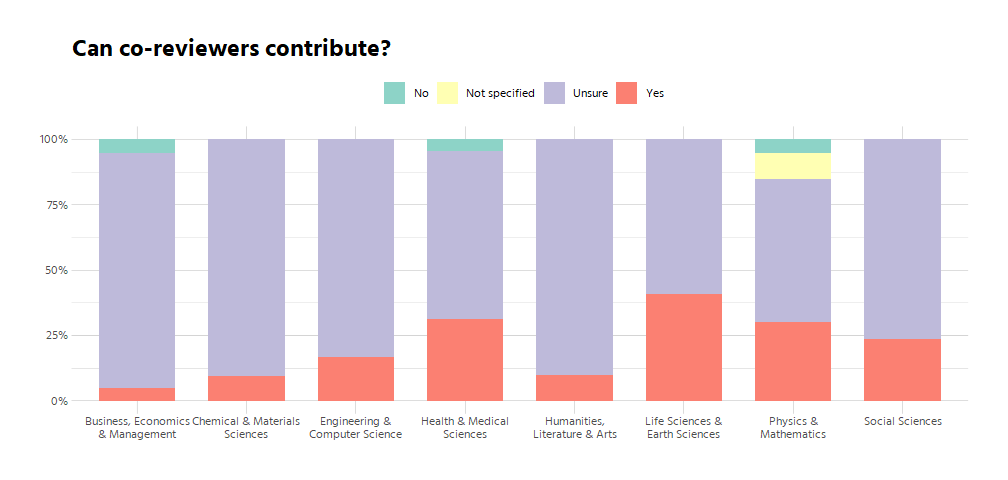 Can co-reviewers contribute?
No
Not specified
Unsure
Yes
100%
75%
50%
25%
0%
Business, Economics
& Management
Chemical & Materials
Sciences
Engineering &
Computer Science
Health & Medical
Sciences
Humanities,
Literature & Arts
Life Sciences &
Earth Sciences
Physics &
Mathematics
Social Sciences